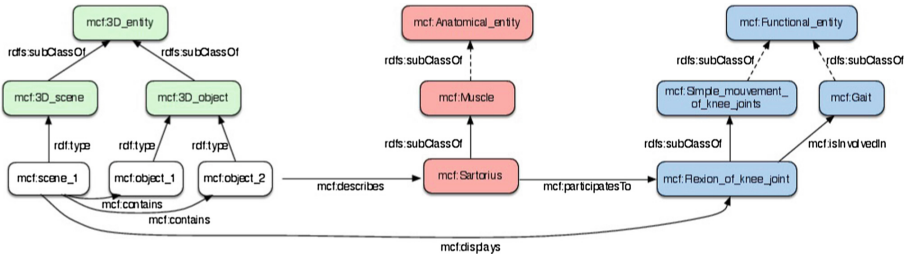 mcf:3D_entity
mcf:Anatomical_entity
mcf:Functional_entity
rdfs:subClassOf
rdfs:subClassOf
rdfs:subClassOf
rdfs:subClassOf
rdfs:subClassOf
mcf:3D_scene
mcf:3D_object
mcf:Muscle
mcf:Simple_mouvement_
of_knee_joints
mcf:Gait
rdf:type
rdf:type
rdf:type
rdfs:subClassOf
rdfs:subClassOf
mcf:isInvolvedIn
mcf:scene_1
mcf:object_1
mcf:object_2
mcf:describes
mcf:Sartorius
mcf:participatesTo
mcf:Flexion_of_knee_joint
mcf:contains
mcf:contains
mcf:displays